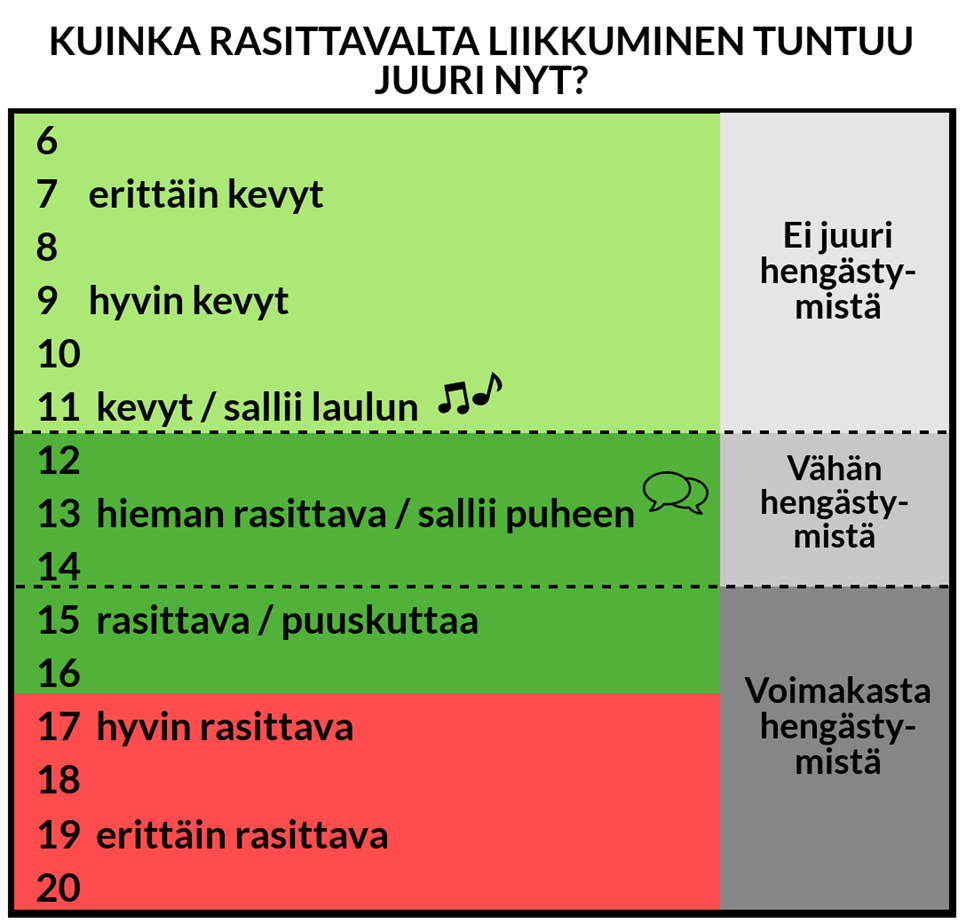 KUINKA RASITTAVALTA LIIKKUMINEN TUNTUU
JUURI NYT?
6
7 erittäin kevyt
8
9 hyvin kevyt
10
11 kevyt / sallii laulun
Ei juuri
hengästy-
mistä
12
13 hieman rasittava / sallii puheen
14
Vähän
hengästy-
mistä
15 rasittava / puuskuttaa
16
17 hyvin rasittava
18
19 erittäin rasittava
20
Voimakasta
hengästy-
mistä